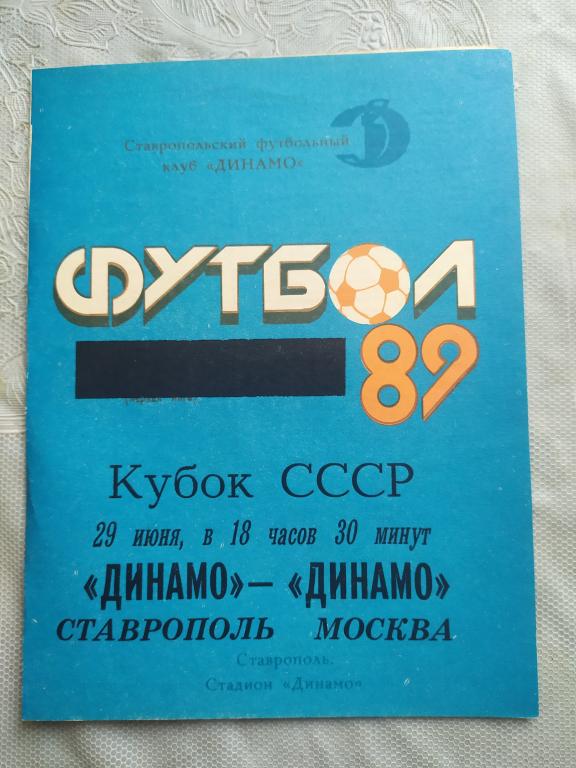 Ставропольский футбольный
клуб «ДИНАМО»
ФУТБОЛ
89
Кубок СССР
29 июня, в 18 часов 30 минут
«ДИНАМО» — «ДИНАМО»
СТАВРОПОЛЬ МОСКВА
Ставрополь.
Стадион «Динамо»